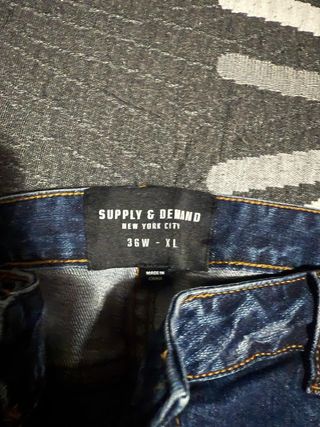 SUPPLY & DEMAND
NEW YORK CITY
36W - XL
MADE IN